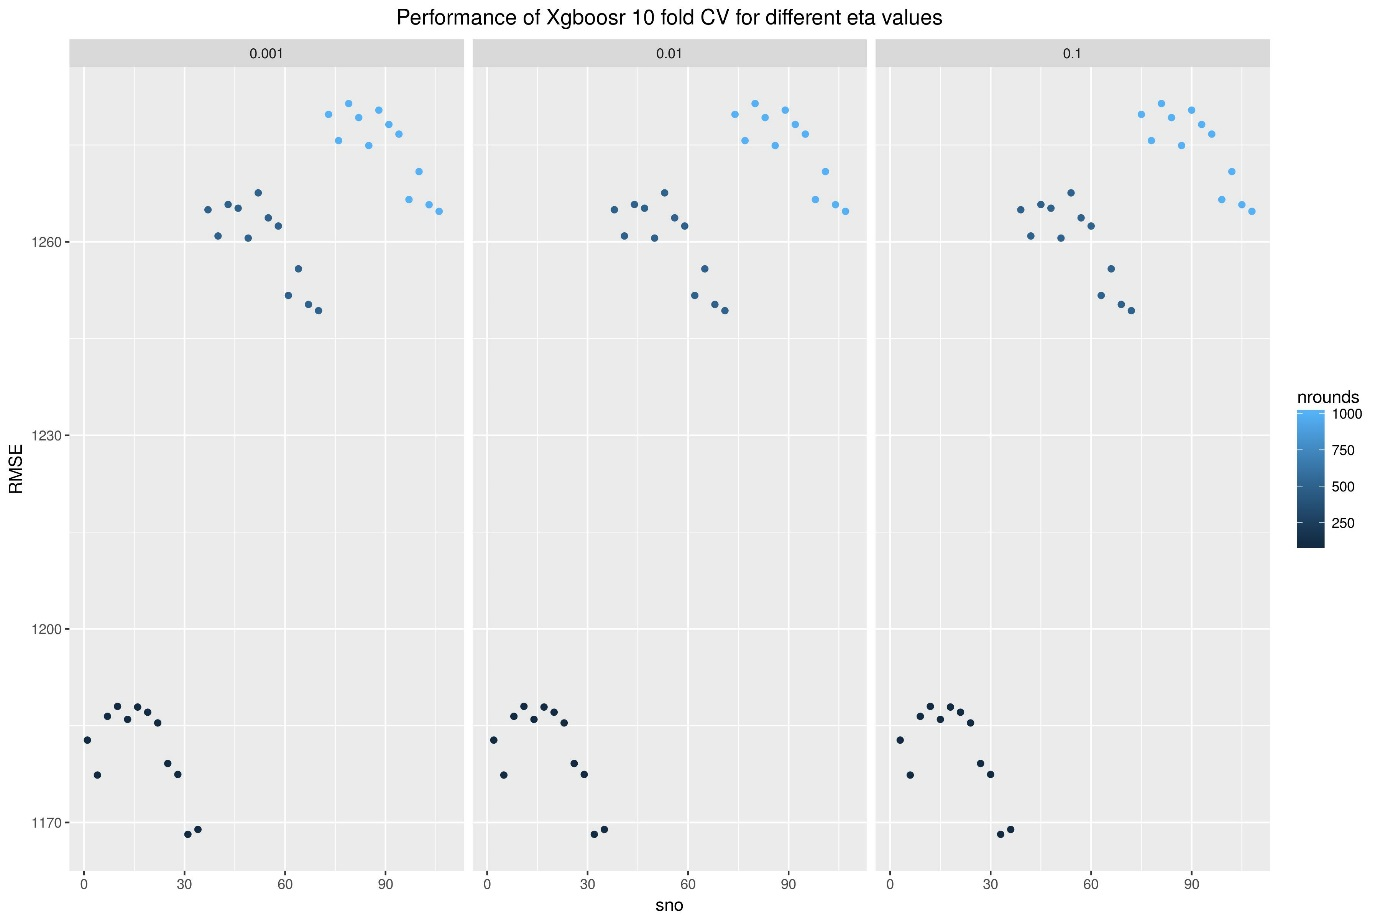 Performance of Xgboosr 10 fold CV for different eta values
0.001 0.01 0.1
RMSE
1260
1230
1200
1170
0 30 60 90 0 30 60 90 0 30 60 90
sno
nrounds
1000
750
500
250